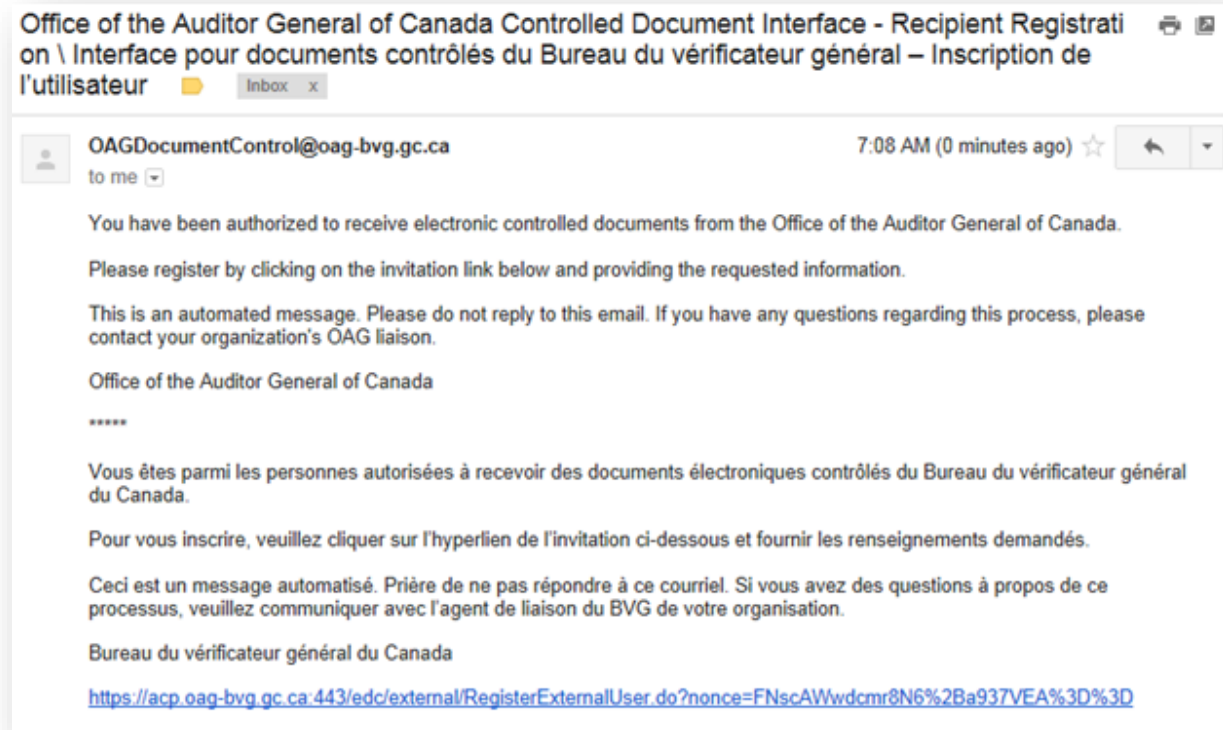 Office of the Auditor General of Canada Controlled Document Interface - Recipient Registrati
on \ Interface pour documents contrôlés du Bureau du vérificateur général – Inscription de
l'utilisateur Inbox x
OAGDocumentControl@oag-bvg.gc.ca 7:08 AM (0 minutes ago)
to me
You have been authorized to receive electronic controlled documents from the Office of the Auditor General of Canada.
Please register by clicking on the invitation link below and providing the requested information.
This is an automated message. Please do not reply to this email. If you have any questions regarding this process, please
contact your organization's OAG liaison.
Office of the Auditor General of Canada
*****
Vous êtes parmi les personnes autorisées à recevoir des documents électroniques contrôlés du Bureau du vérificateur général
du Canada.
Pour vous inscrire, veuillez cliquer sur l'hyperlien de l'invitation ci-dessous et fournir les renseignements demandés.
Ceci est un message automatisé. Prière de ne pas répondre à ce courriel. Si vous avez des questions à propos de ce
processus, veuillez communiquer avec l'agent de liaison du BVG de votre organisation.
Bureau du vérificateur général du Canada
https://acp.oag-bvg.gc.ca:443/edc/external/RegisterExternalUser.do?nonce=FNscAWwdcmr8N6%2Ba937VEA%3D%3D